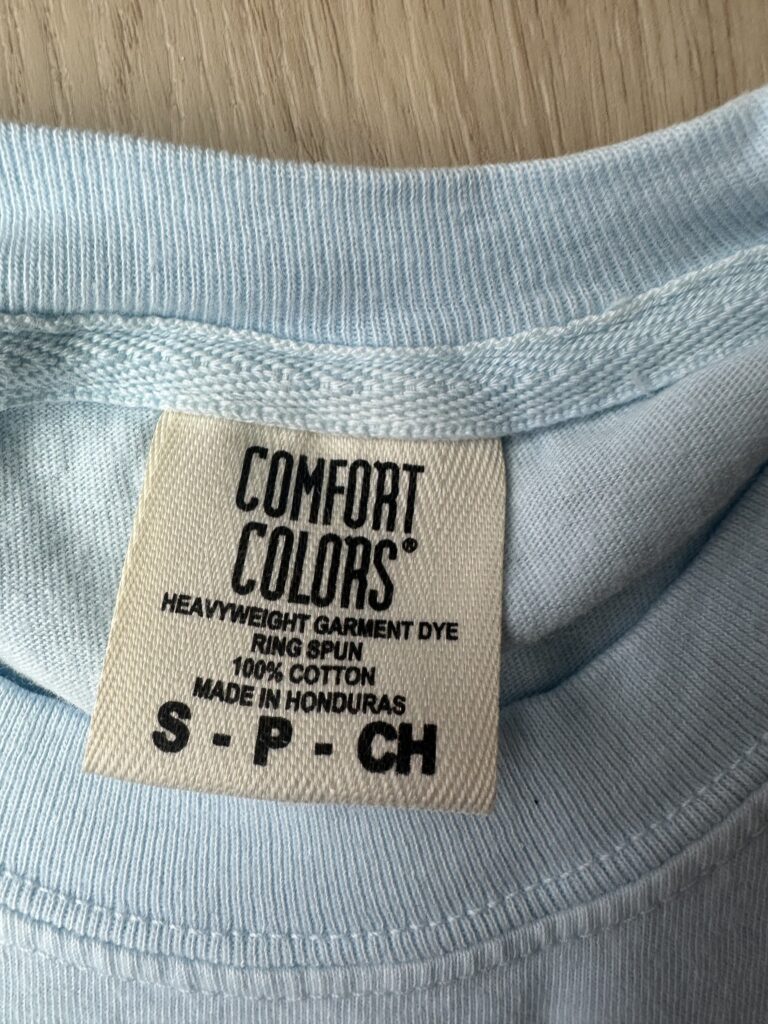 COMFORT
COLORS®
HEAVYWEIGHT GARMENT DYE
RING SPUN
100% COTTON
MADE IN HONDURAS
S - P - CH